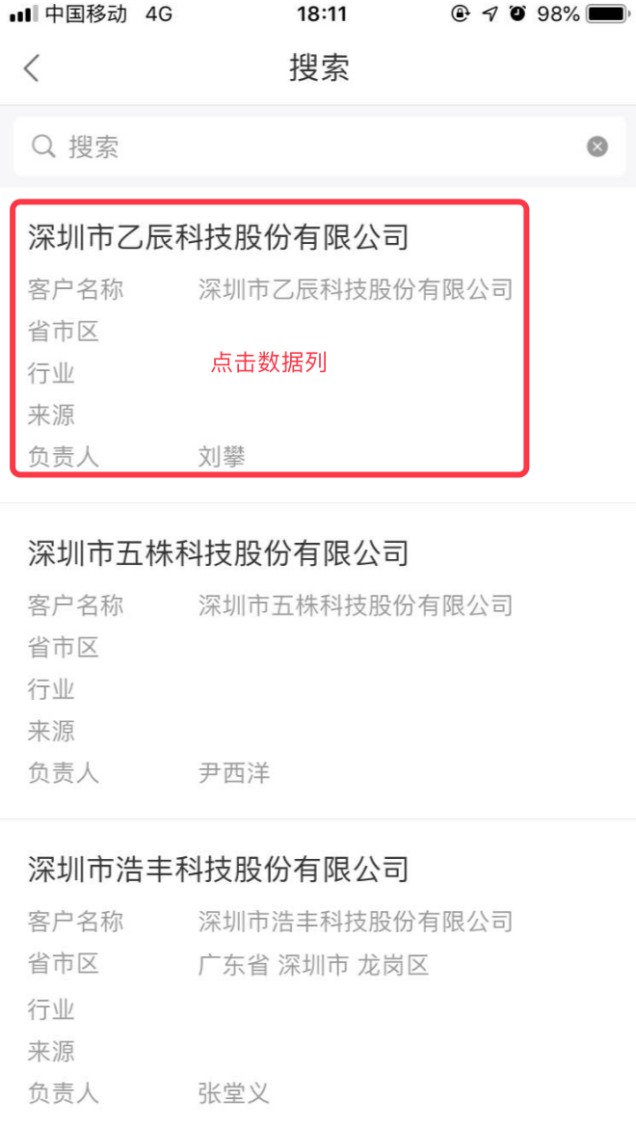 中国移动 4G 18:11 98%
搜索
搜索
深圳市乙辰科技股份有限公司
客户名称 深圳市乙辰科技股份有限公司
省市区
点击数据列
行业
来源
负责人 刘攀
深圳市五株科技股份有限公司
客户名称 深圳市五株科技股份有限公司
省市区
行业
来源
负责人 尹西洋
深圳市浩丰科技股份有限公司
客户名称 深圳市浩丰科技股份有限公司
省市区 广东省 深圳市 龙岗区
行业
来源
负责人 张堂义